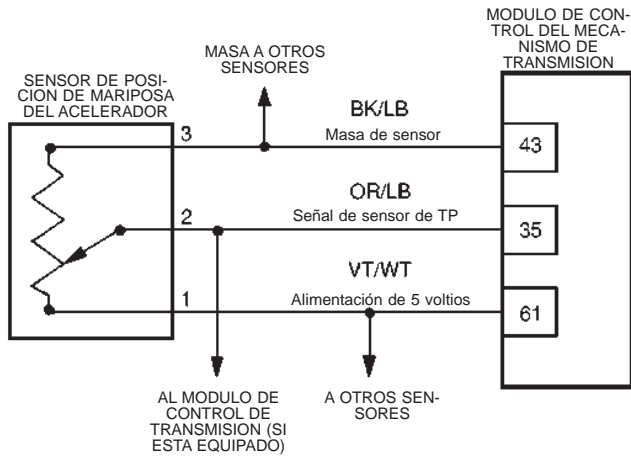 MODULO DE CON-
TROL DEL MECA-
NISMO DE
TRANSMISION
MASA A OTROS
SENSORES
SENSOR DE POSI-
CION DE MARIPOSA
DEL ACELERADOR
3
BK/LB
Masa de sensor
43
2
OR/LB
Señal de sensor de TP
35
1
VT/WT
Alimentación de 5 voltios
61
AL MODULO DE
CONTROL DE
TRANSMISION (SI
ESTA EQUIPADO)
A OTROS SEN-
SORES